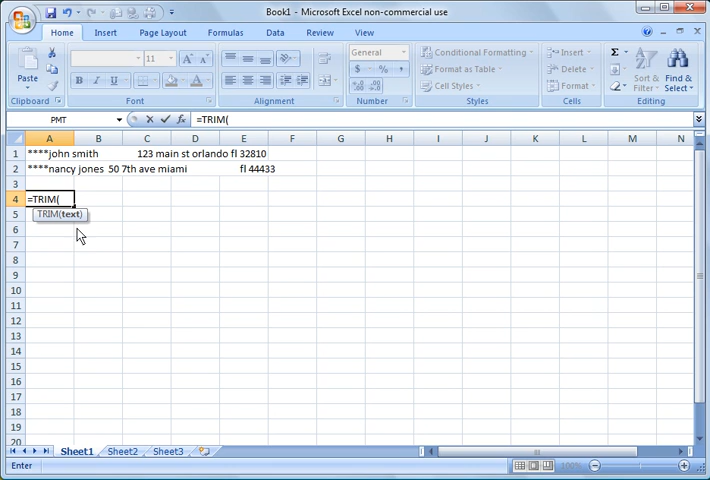 Book1 - Microsoft Excel non-commercial use
Home Insert Page Layout Formulas Data Review View
Paste 11 A A General Conditional Formatting Insert Σ
B I U A $ % , Format as Table Delete Sort & Filter Find & Select
Cell Styles Format
Clipboard Font Alignment Number Styles Cells Editing
PMT fx =TRIM(
A B C D E F G H I J K L M N
1 ****john smith 123 main st orlando fl 32810
2 ****nancy jones 50 7th ave miami fl 44433
3
4 =TRIM(
5 TRIM(text)
6
7
8
9
10
11
12
13
14
15
16
17
18
19
20
Sheet1 Sheet2 Sheet3
Enter 100%